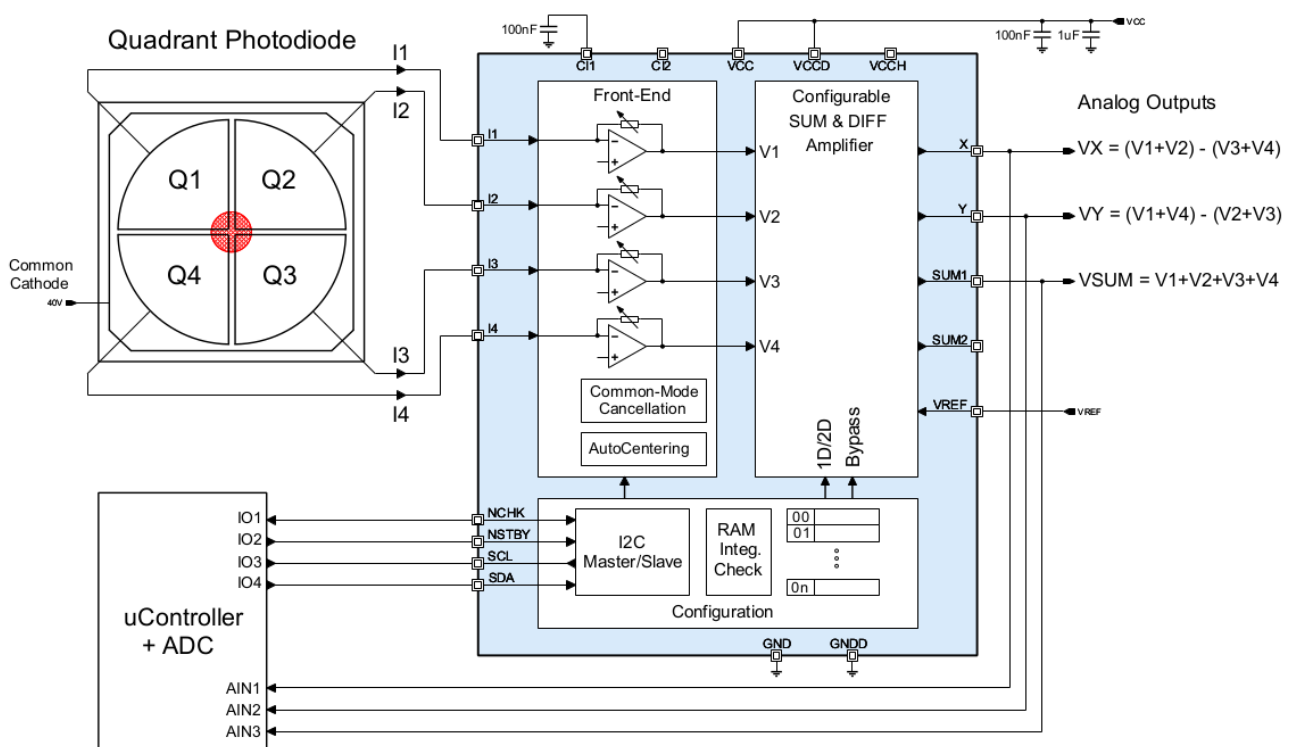 Quadrant Photodiode
I1
I2
Q1
Q2
Q4
Q3
Common
Cathode
40V
I3
I4
100nF
CI1
CI2
VCC
VCCD
VCCH
100nF
1uF
VCC
Front-End
I1
I2
I3
I4
V1
V2
V3
V4
Common-Mode
Cancellation
AutoCentering
Configurable
SUM & DIFF
Amplifier
X
Y
SUM1
SUM2
VREF
VREF
1D/2D
Bypass
Analog Outputs
VX = (V1+V2) - (V3+V4)
VY = (V1+V4) - (V2+V3)
VSUM = V1+V2+V3+V4
IO1
IO2
IO3
IO4
uController
+ ADC
AIN1
AIN2
AIN3
NCHK
NSTBY
SCL
SDA
I2C
Master/Slave
RAM
Integ.
Check
00
01
0n
Configuration
GND
GNDD